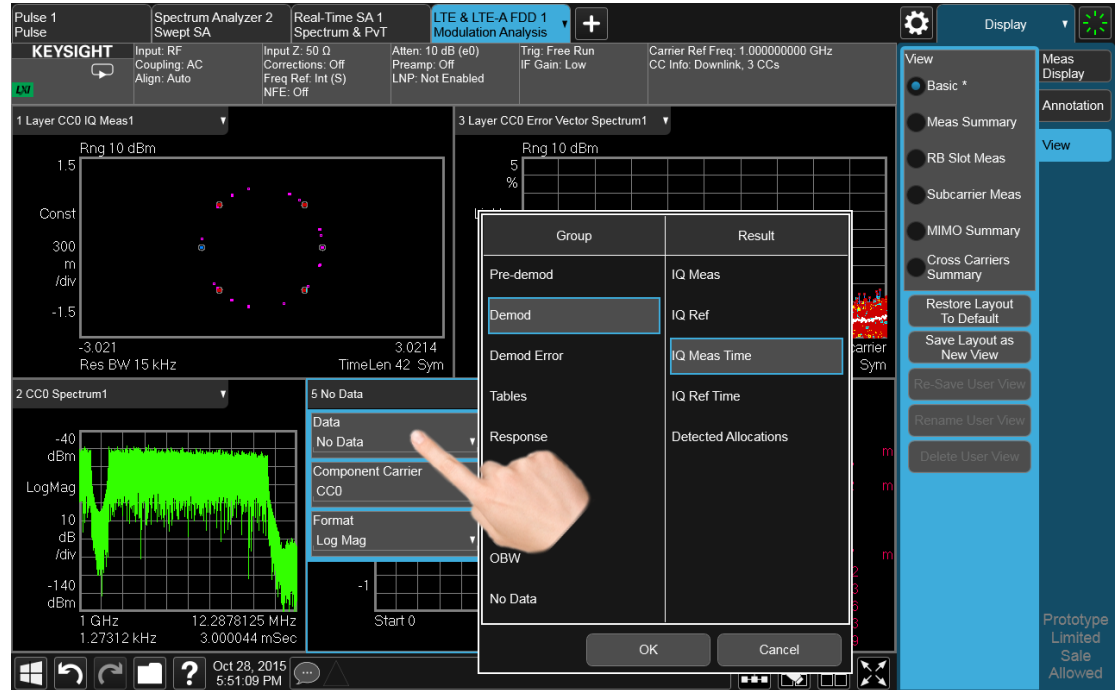 Pulse 1
Pulse
Spectrum Analyzer 2
Swept SA
Real-Time SA 1
Spectrum & PvT
LTE & LTE-A FDD 1
Modulation Analysis
Display
KEYSIGHT
LXI
Input: RF
Coupling: AC
Align: Auto
Input Z: 50 Ω
Corrections: Off
Freq Ref: Int (S)
NFE: Off
Atten: 10 dB (e0)
Preamp: Off
LNP: Not Enabled
Trig: Free Run
IF Gain: Low
Carrier Ref Freq: 1.000000000 GHz
CC Info: Downlink, 3 CCs
1 Layer CC0 IQ Meas1
Rng 10 dBm
1.5
Const
300
m
/div
-1.5
-3.021
3.0214
Res BW 15 kHz
TimeLen 42 Sym
3 Layer CC0 Error Vector Spectrum1
Rng 10 dBm
5
%
carrier
Sym
2 CC0 Spectrum1
-40
dBm
LogMag
10
dB
/div
-140
dBm
1 GHz
12.2878125 MHz
1.27312 kHz
3.000044 mSec
5 No Data
Data
No Data
Component Carrier
CC0
Format
Log Mag
-1
Start 0
Group
Result
Pre-demod
Demod
Demod Error
Tables
Response
OBW
No Data
IQ Meas
IQ Ref
IQ Meas Time
IQ Ref Time
Detected Allocations
OK
Cancel
m
m
m
2
3
6
3
3
9
View
Basic *
Meas Summary
RB Slot Meas
Subcarrier Meas
MIMO Summary
Cross Carriers
Summary
Restore Layout
To Default
Save Layout as
New View
Re-Save User View
Rename User View
Delete User View
Meas
Display
Annotation
View
Prototype
Limited
Sale
Allowed
?
Oct 28, 2015
5:51:09 PM